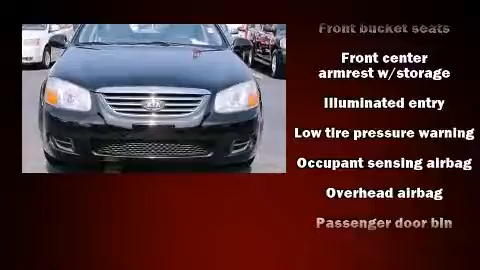 Front bucket seats
Front center
armrest w/storage
Illuminated entry
Low tire pressure warning
Occupant sensing airbag
Overhead airbag
Passenger door bin
KIA